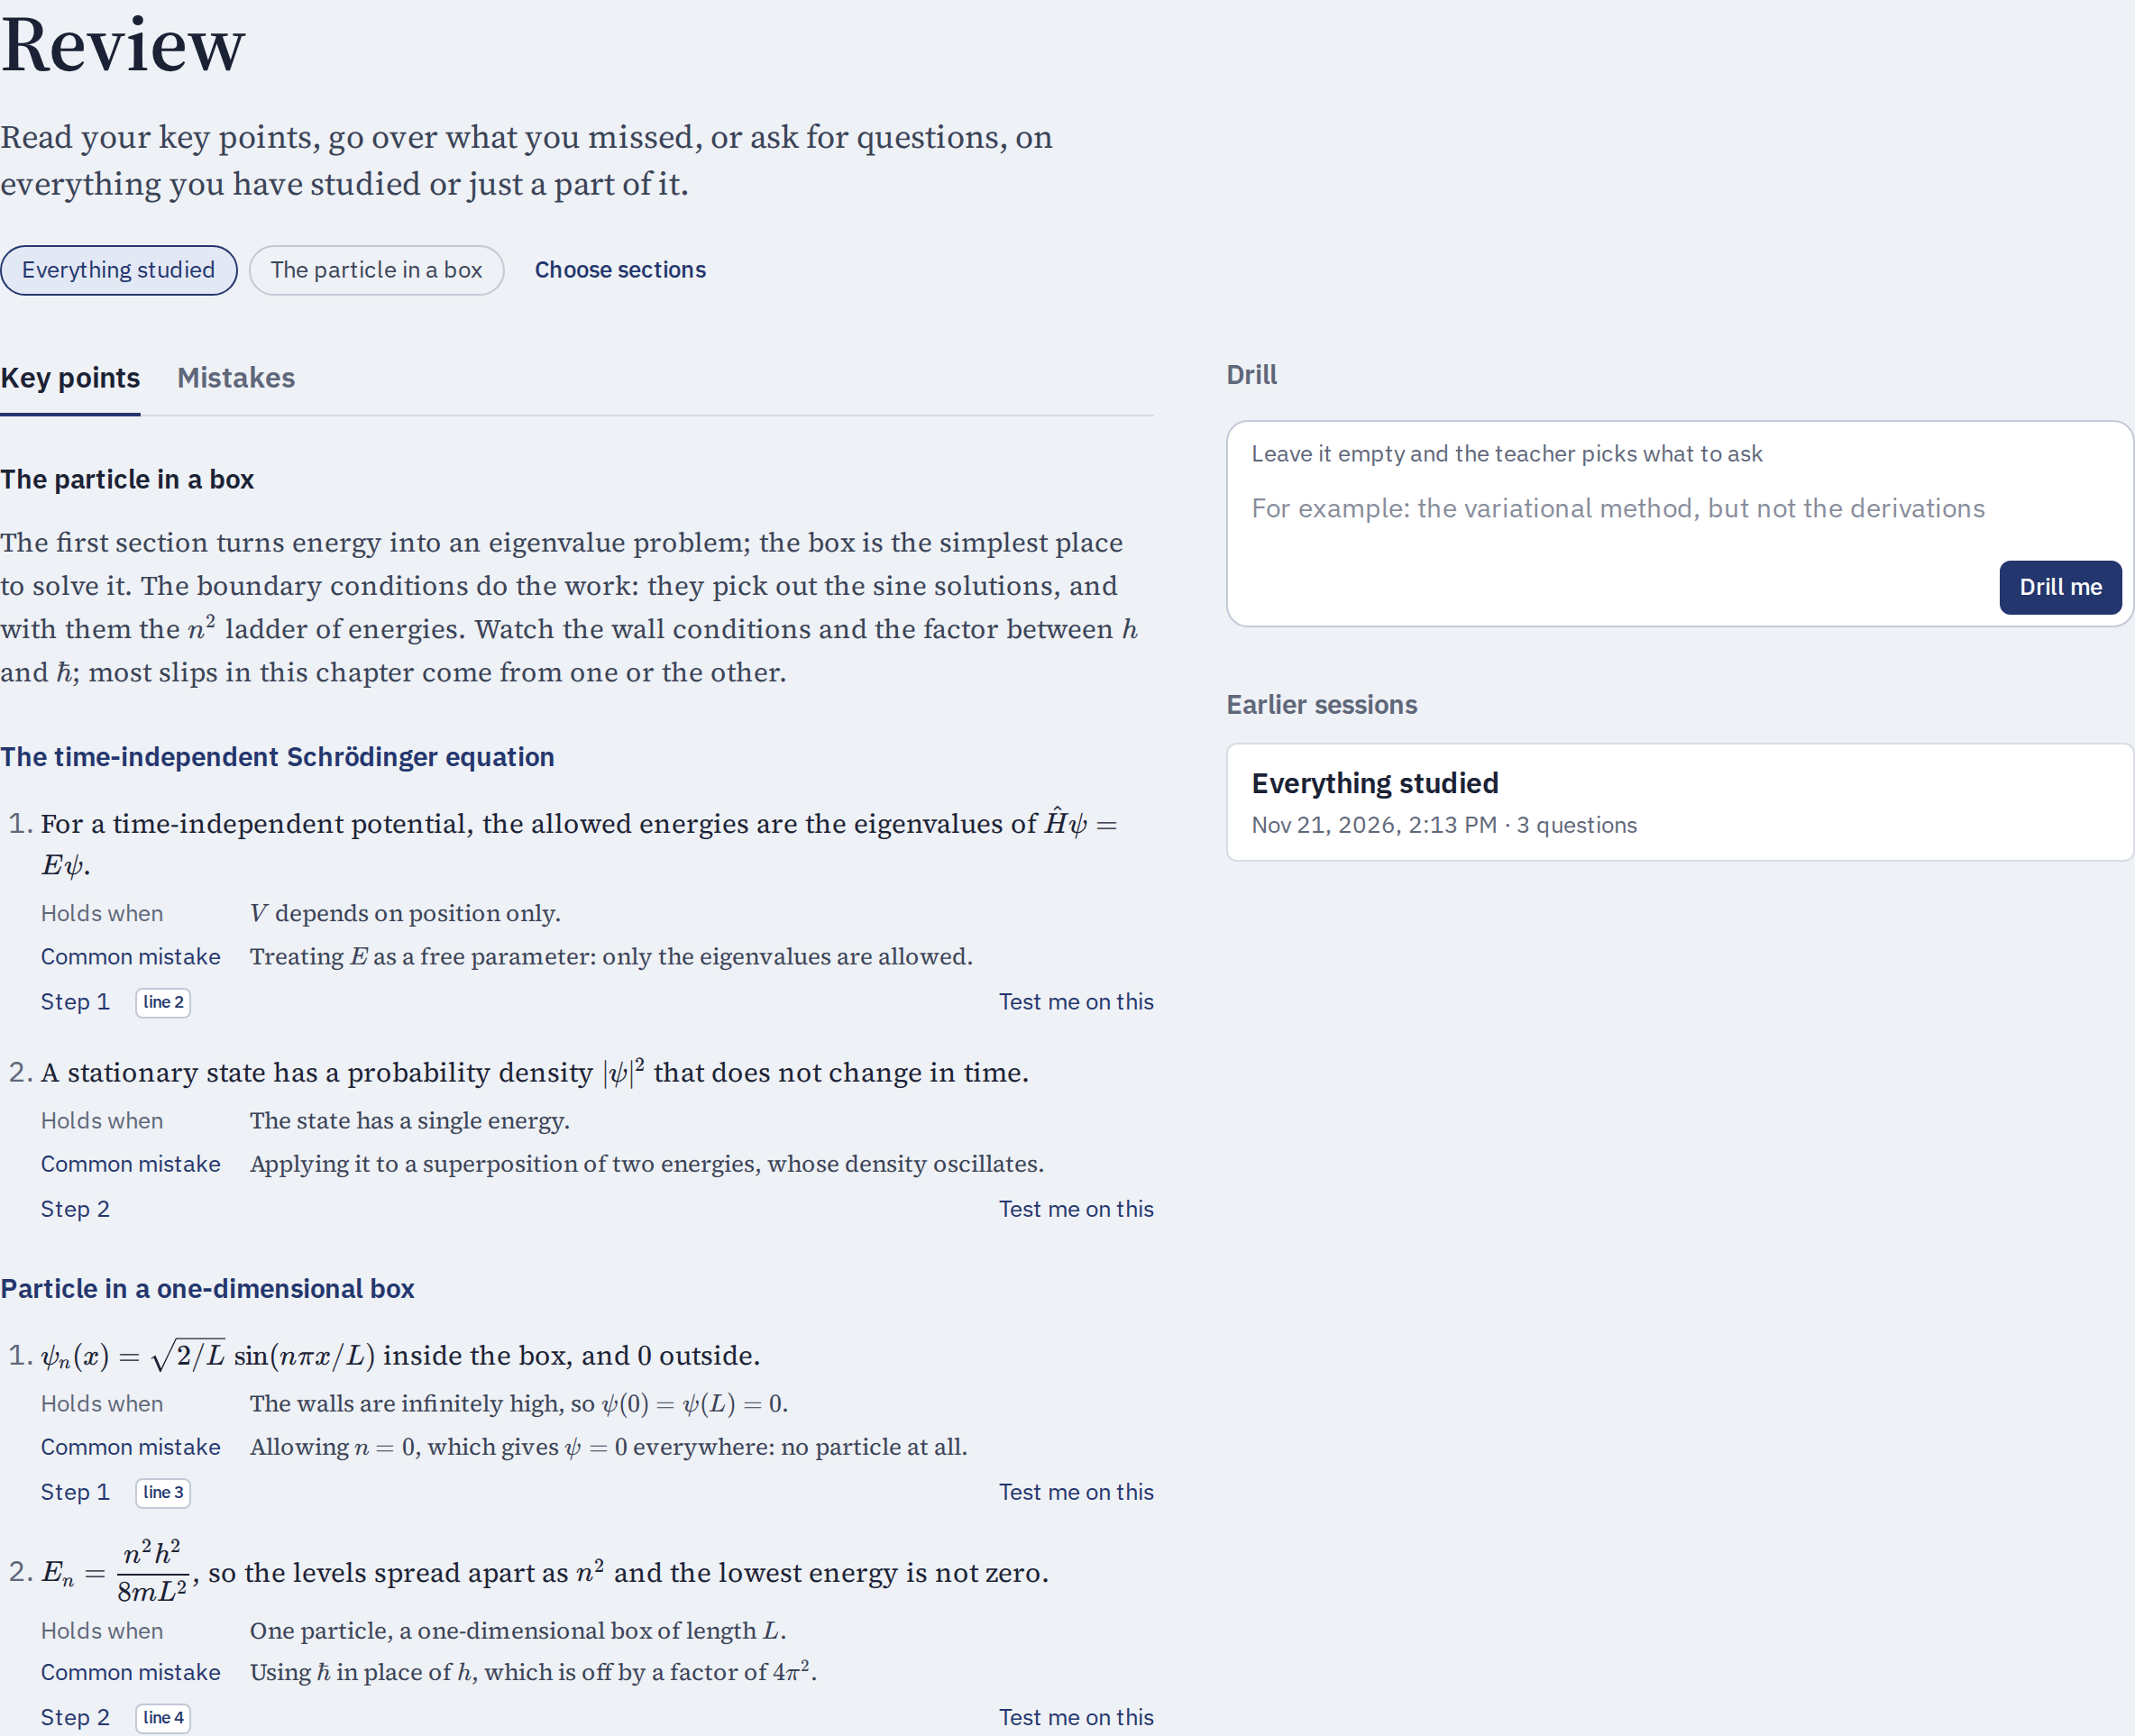 Review
Read your key points, go over what you missed, or ask for questions, on
everything you have studied or just a part of it.
Everything studied
The particle in a box
Choose sections
Key points
Mistakes
The particle in a box
The first section turns energy into an eigenvalue problem; the box is the simplest place
to solve it. The boundary conditions do the work: they pick out the sine solutions, and
with them the n² ladder of energies. Watch the wall conditions and the factor between h
and ħ; most slips in this chapter come from one or the other.
The time-independent Schrödinger equation
1. For a time-independent potential, the allowed energies are the eigenvalues of Ĥψ =
Eψ.
Holds when V depends on position only.
Common mistake Treating E as a free parameter: only the eigenvalues are allowed.
Step 1 line 2 Test me on this
2. A stationary state has a probability density |ψ|² that does not change in time.
Holds when The state has a single energy.
Common mistake Applying it to a superposition of two energies, whose density oscillates.
Step 2 Test me on this
Particle in a one-dimensional box
1. ψₙ(x) = √(2/L) sin(nπx/L) inside the box, and 0 outside.
Holds when The walls are infinitely high, so ψ(0) = ψ(L) = 0.
Common mistake Allowing n = 0, which gives ψ = 0 everywhere: no particle at all.
Step 1 line 3 Test me on this
2. Eₙ = n²h²/8mL², so the levels spread apart as n² and the lowest energy is not zero.
Holds when One particle, a one-dimensional box of length L.
Common mistake Using ħ in place of h, which is off by a factor of 4π².
Step 2 line 4 Test me on this
Drill
Leave it empty and the teacher picks what to ask
For example: the variational method, but not the derivations
Drill me
Earlier sessions
Everything studied
Nov 21, 2026, 2:13 PM · 3 questions